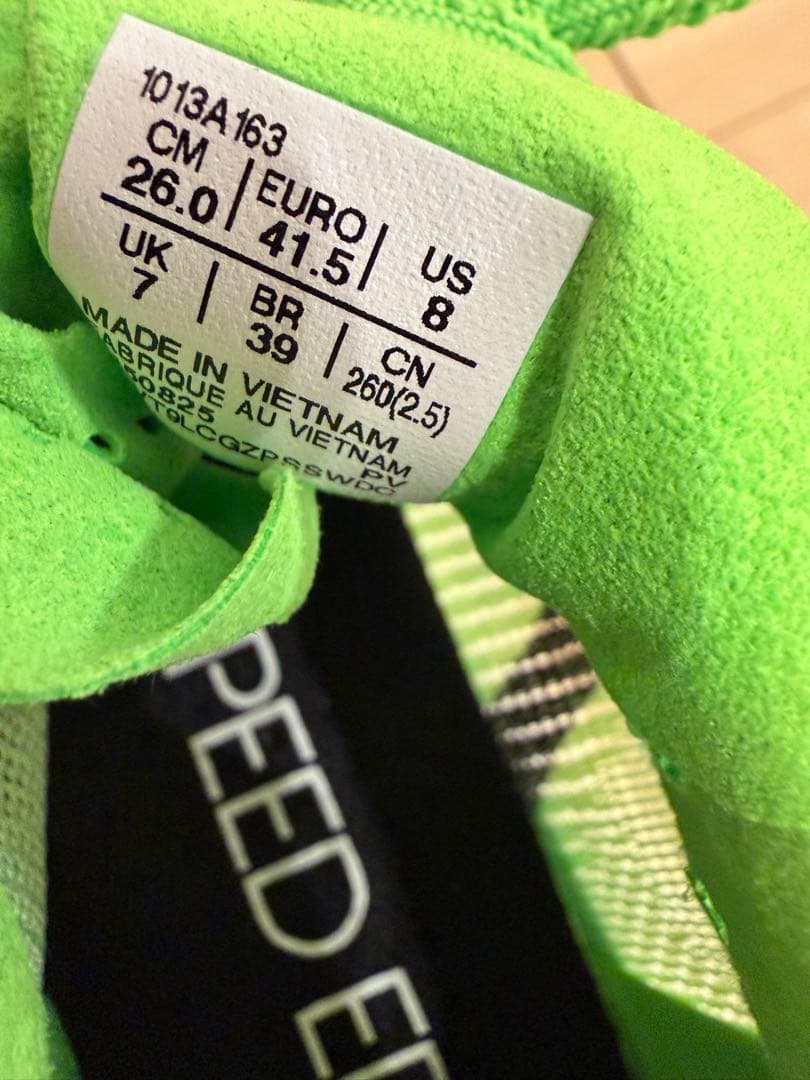 1013A163
CM | EURO | US
26.0 | 41.5 | 8
UK | BR | CN
7 | 39 | 260(2.5)
MADE IN VIETNAM
FABRIQUE AU VIETNAM
50825 PV
PEED